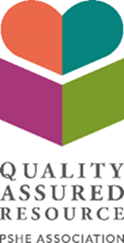 QUALITY
ASSURED
RESOURCE
PSHE ASSOCIATION